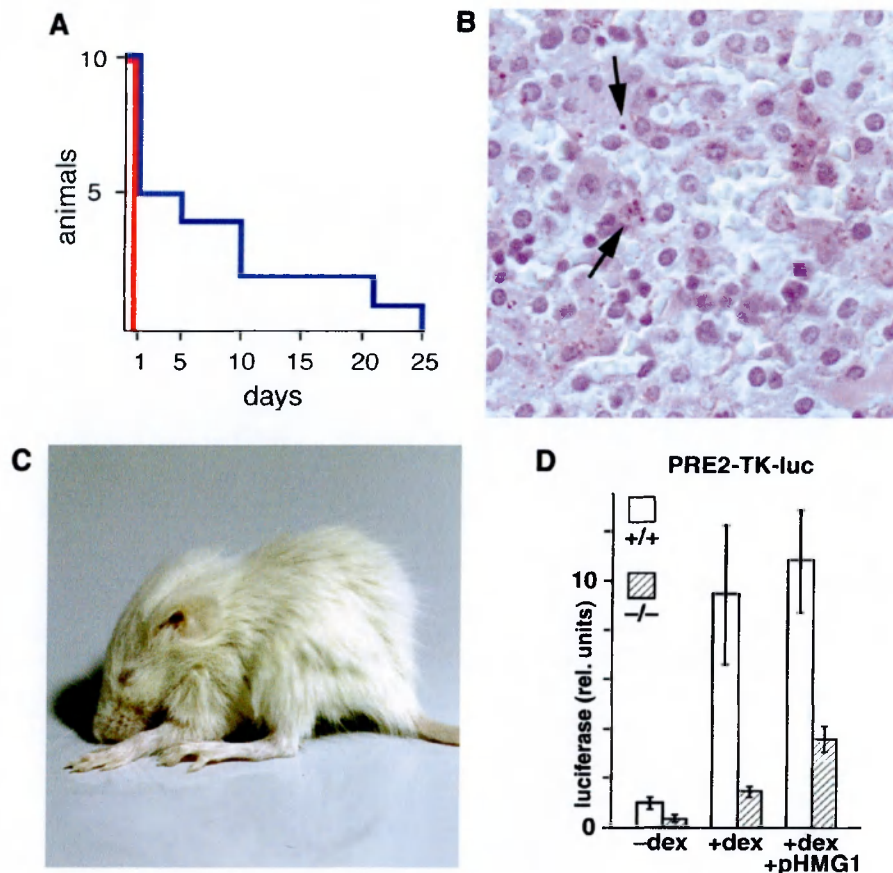 A
10
5
animals
1 5 10 15 20 25
days
B
C
D
PRE2-TK-luc
+/+
–/–
10
0
luciferase (rel. units)
–dex +dex +dex
+pHMG1